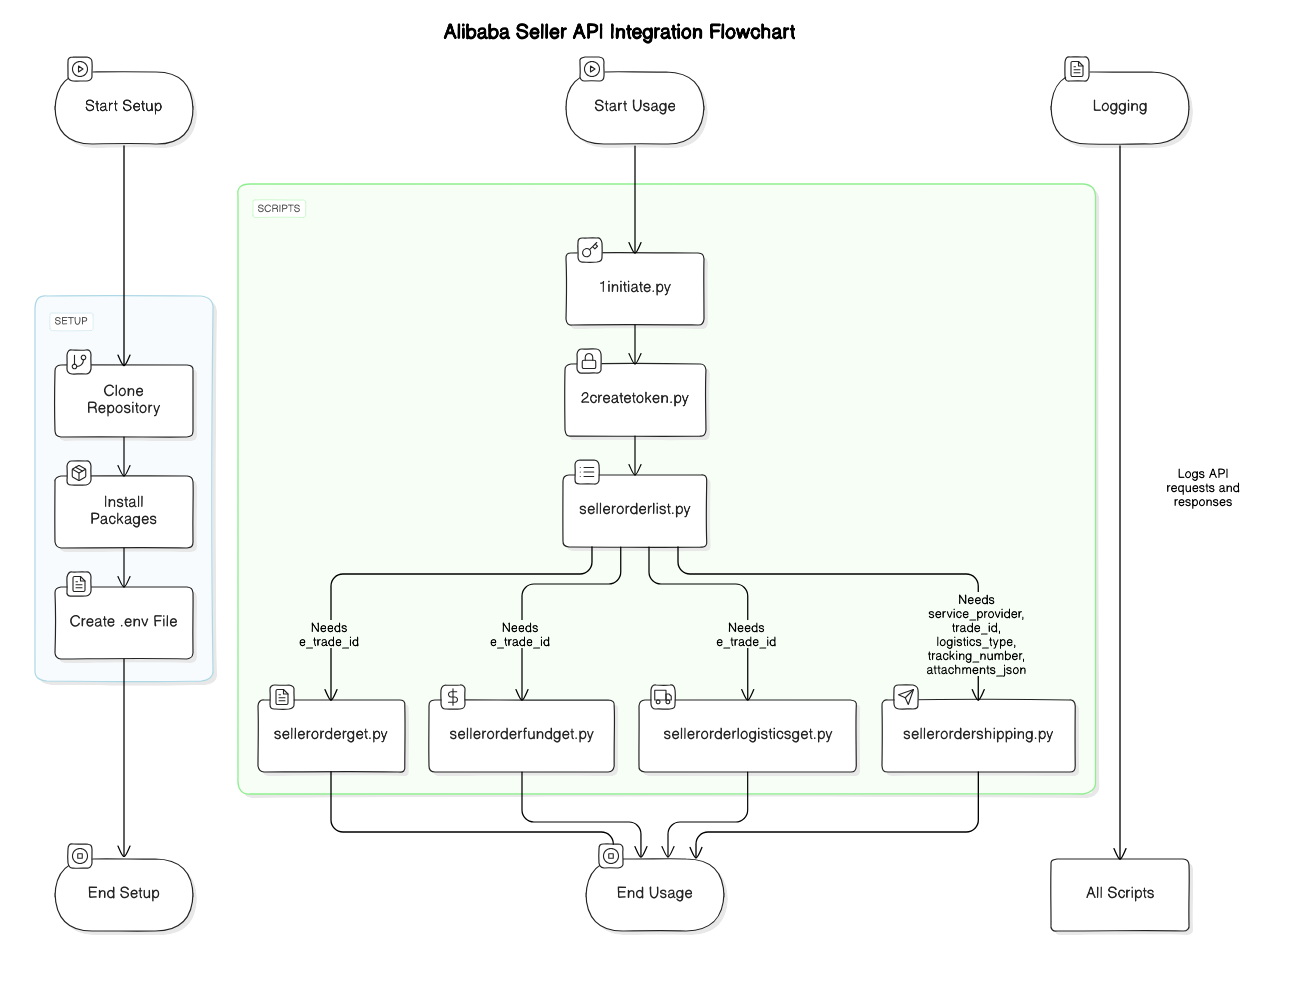 Alibaba Seller API Integration Flowchart
Start Setup
Start Usage
Logging
SCRIPTS
1initiate.py
SETUP
Clone
Repository
2createtoken.py
Install
Packages
sellerorderlist.py
Logs API
requests and
responses
Create .env File
Needs
e_trade_id
Needs
e_trade_id
Needs
e_trade_id
Needs
service_provider,
trade_id,
logistics_type,
tracking_number,
attachments_json
sellerorderget.py
sellerorderfundget.py
sellerorderlogisticsget.py
sellerordershipping.py
End Setup
End Usage
All Scripts